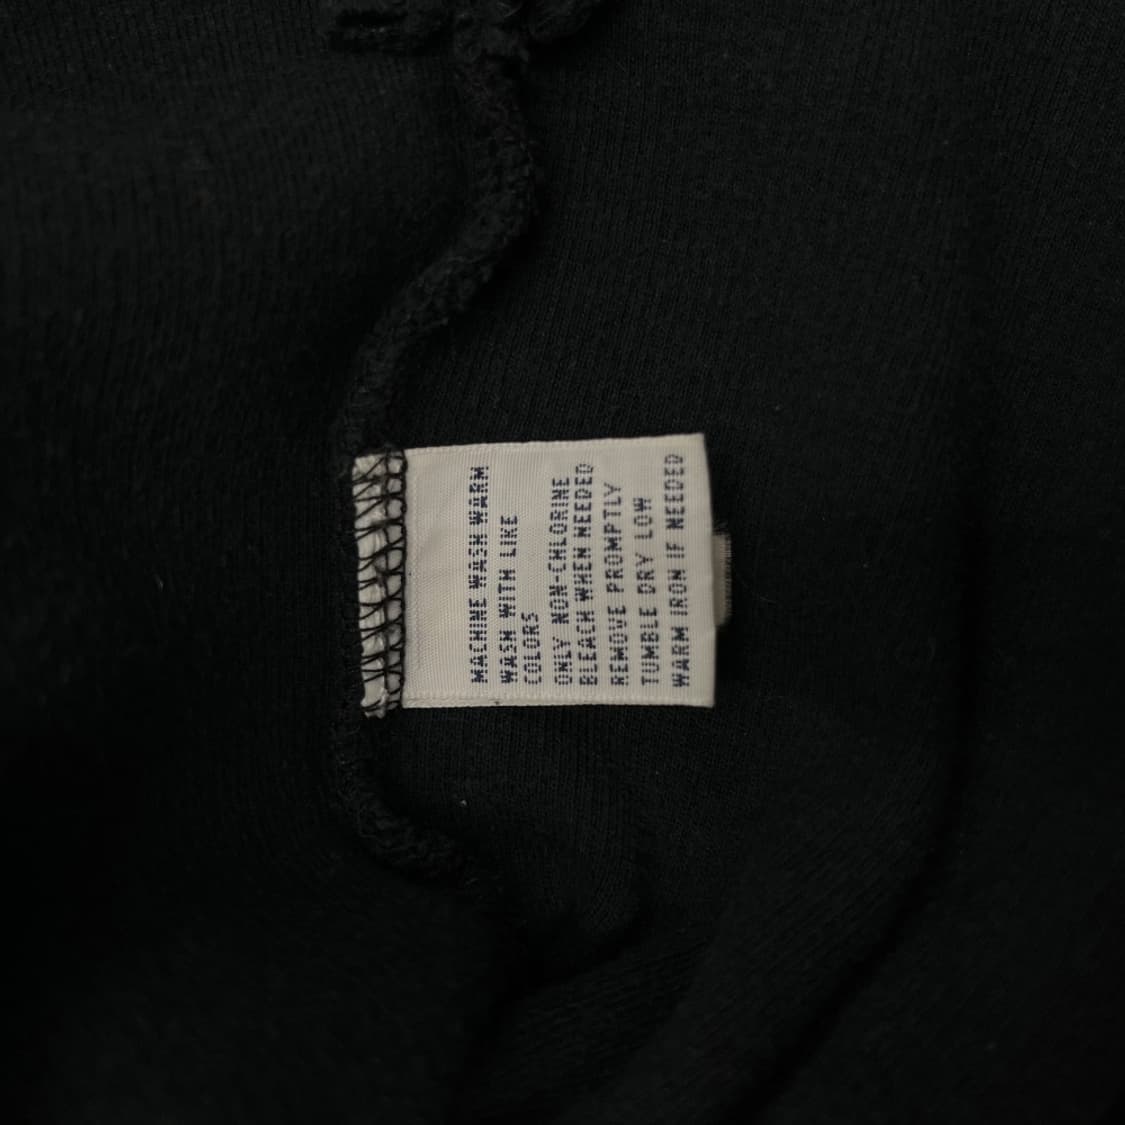 MACHINE WASH WARM
WASH WITH LIKE
COLORS
ONLY NON-CHLORINE
BLEACH WHEN NEEDED
REMOVE PROMPTLY
TUMBLE DRY LOW
WARM IRON IF NEEDED